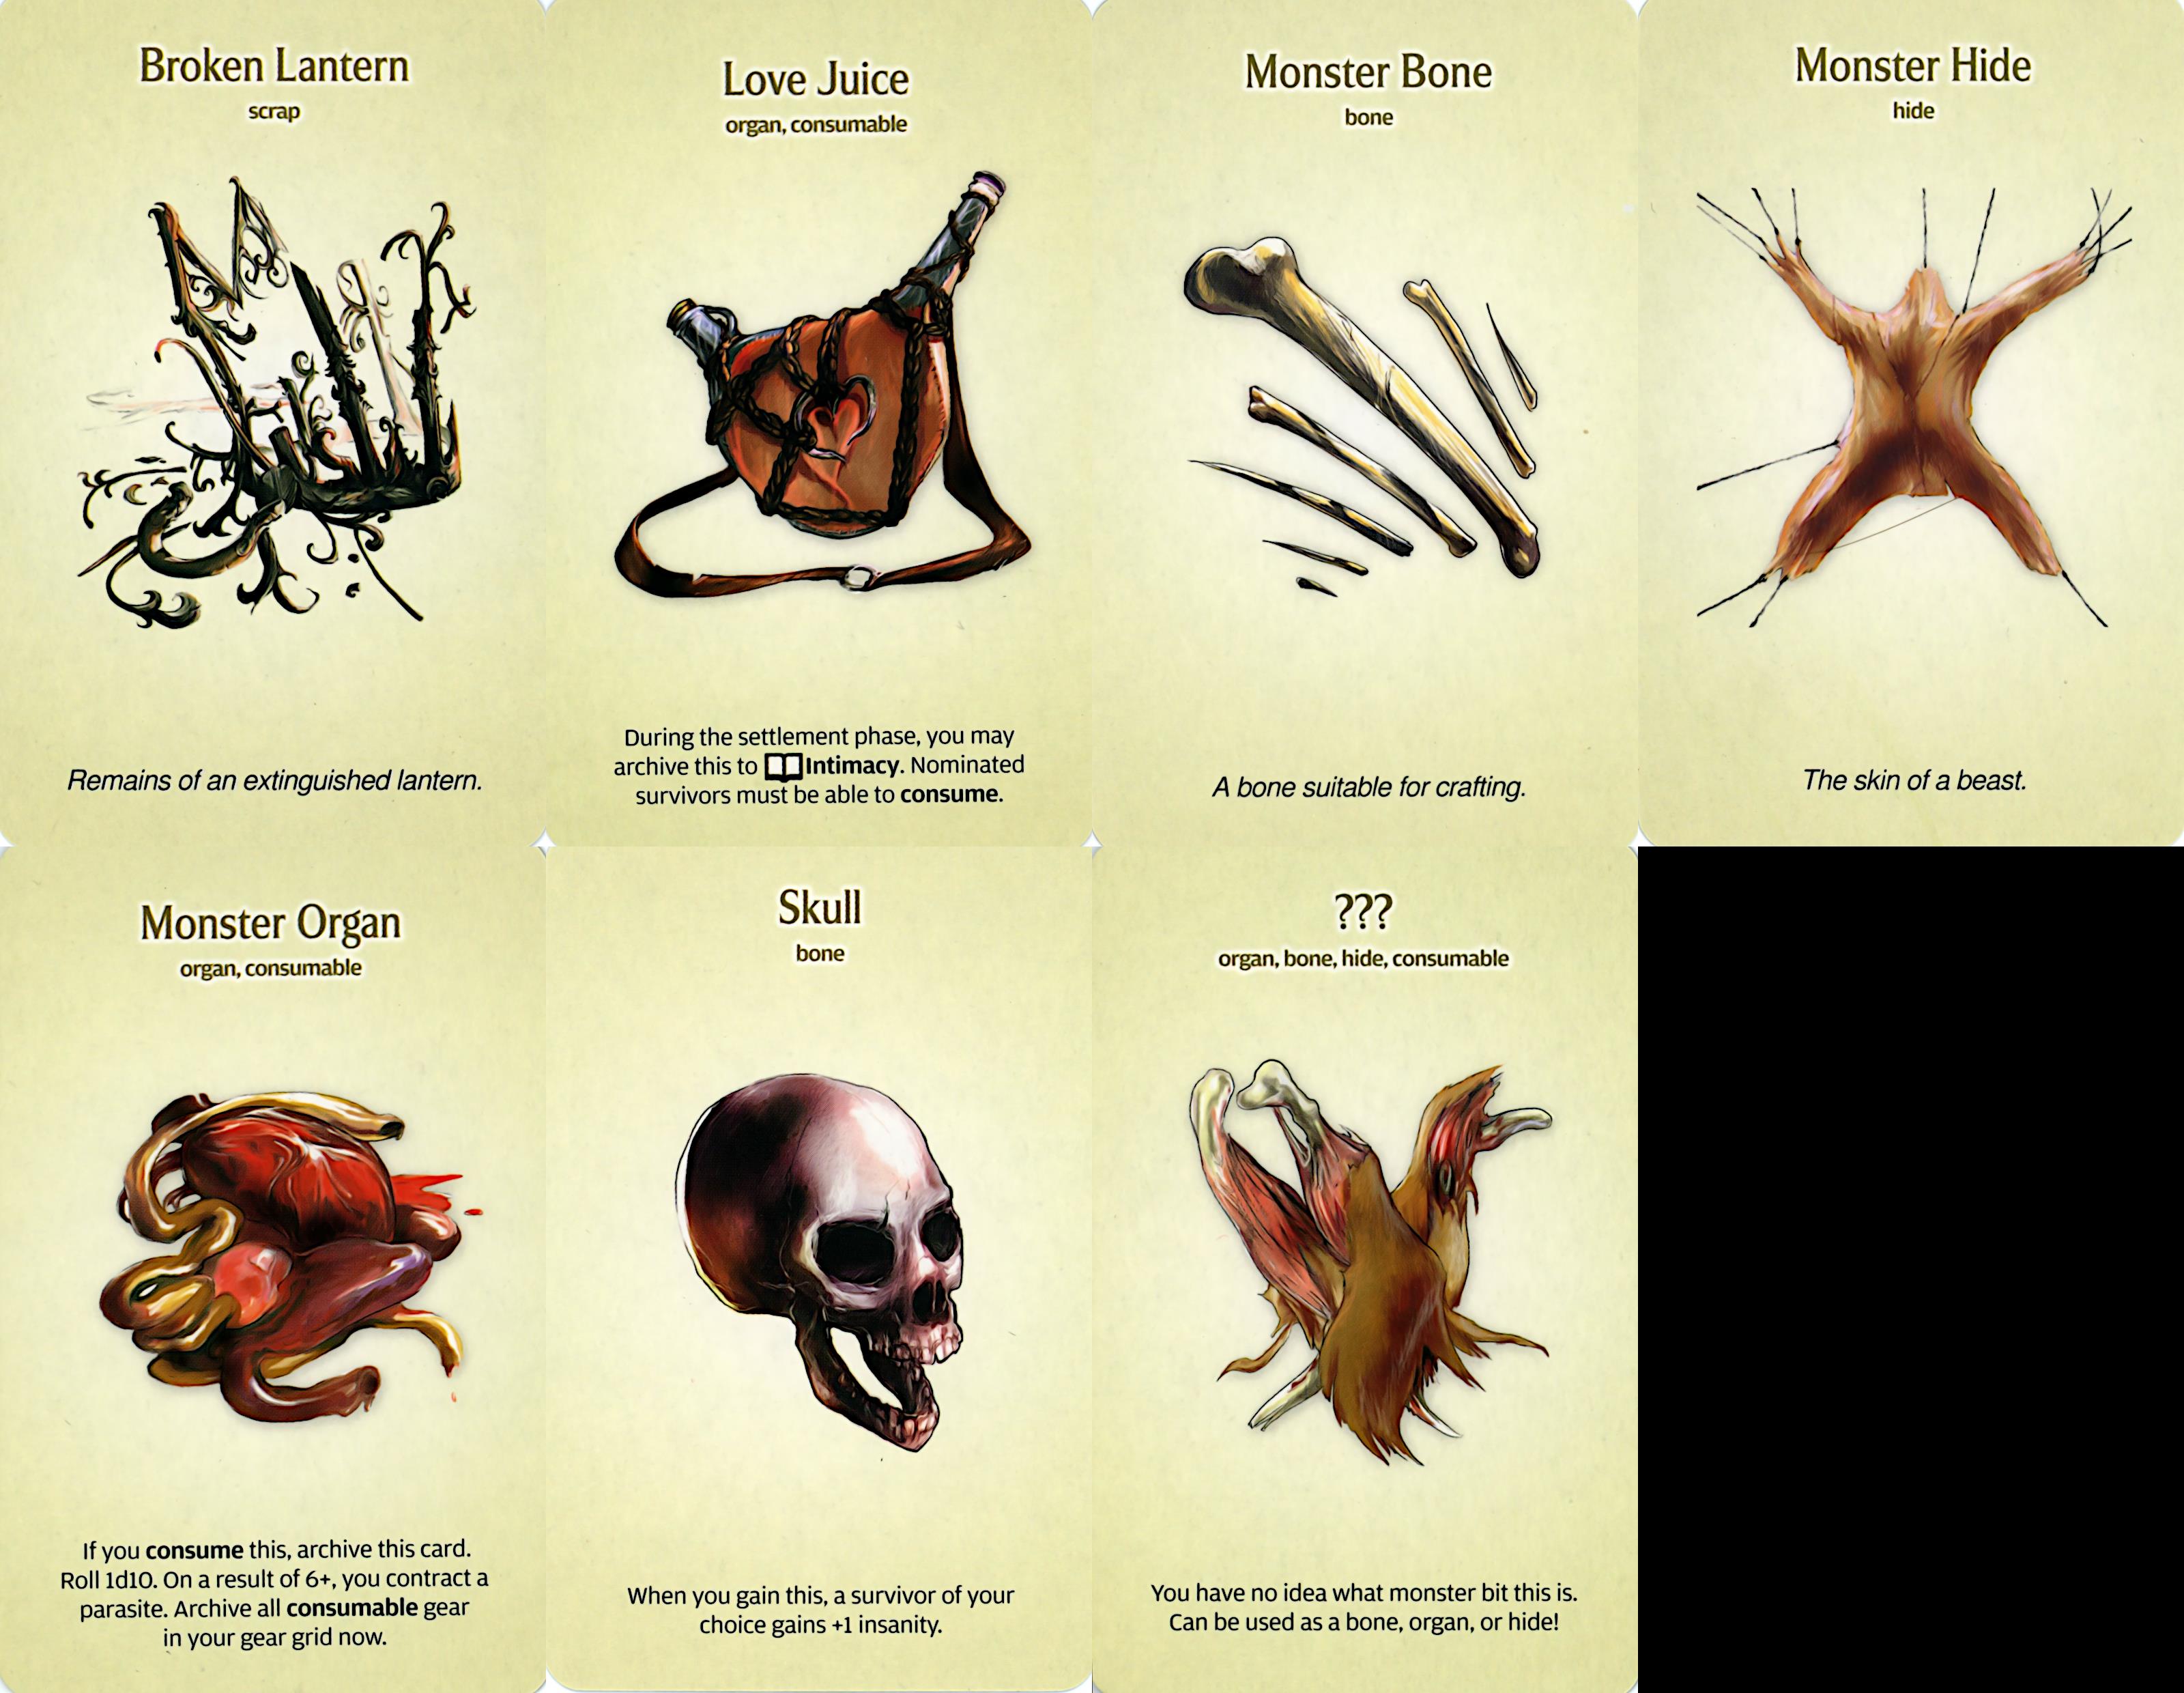 Broken Lantern
scrap
Remains of an extinguished lantern.
Love Juice
organ, consumable
During the settlement phase, you may
archive this to Intimacy. Nominated
survivors must be able to consume.
Monster Bone
bone
A bone suitable for crafting.
Monster Hide
hide
The skin of a beast.
Monster Organ
organ, consumable
If you consume this, archive this card.
Roll 1d10. On a result of 6+, you contract a
parasite. Archive all consumable gear
in your gear grid now.
Skull
bone
When you gain this, a survivor of your
choice gains +1 insanity.
???
organ, bone, hide, consumable
You have no idea what monster bit this is.
Can be used as a bone, organ, or hide!